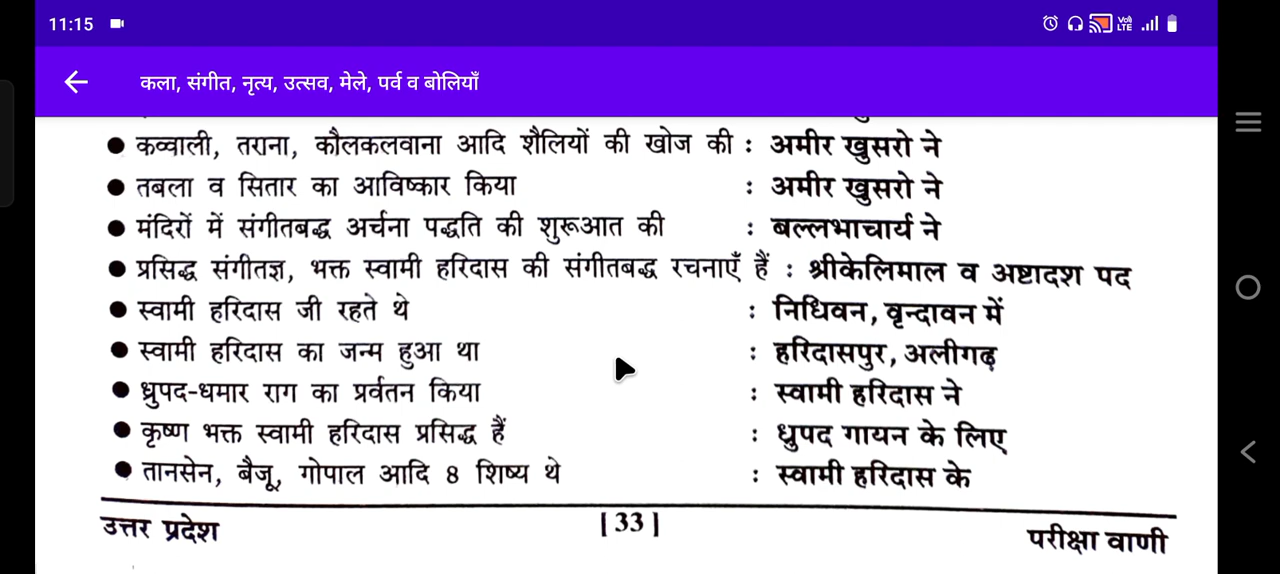 11:15
VoLTE
कला, संगीत, नृत्य, उत्सव, मेले, पर्व व बोलियाँ
● कव्वाली, तराना, कौलकलवाना आदि शैलियों की खोज की : अमीर खुसरो ने
● तबला व सितार का आविष्कार किया : अमीर खुसरो ने
● मंदिरों में संगीतबद्ध अर्चना पद्धति की शुरूआत की : बल्लभाचार्य ने
● प्रसिद्ध संगीतज्ञ, भक्त स्वामी हरिदास की संगीतबद्ध रचनाएँ हैं : श्रीकेलिमाल व अष्टादश पद
● स्वामी हरिदास जी रहते थे : निधिवन, वृन्दावन में
● स्वामी हरिदास का जन्म हुआ था : हरिदासपुर, अलीगढ़
● ध्रुपद-धमार राग का प्रर्वतन किया : स्वामी हरिदास ने
● कृष्ण भक्त स्वामी हरिदास प्रसिद्ध हैं : ध्रुपद गायन के लिए
● तानसेन, बैजू, गोपाल आदि 8 शिष्य थे : स्वामी हरिदास के
उत्तर प्रदेश [33] परीक्षा वाणी